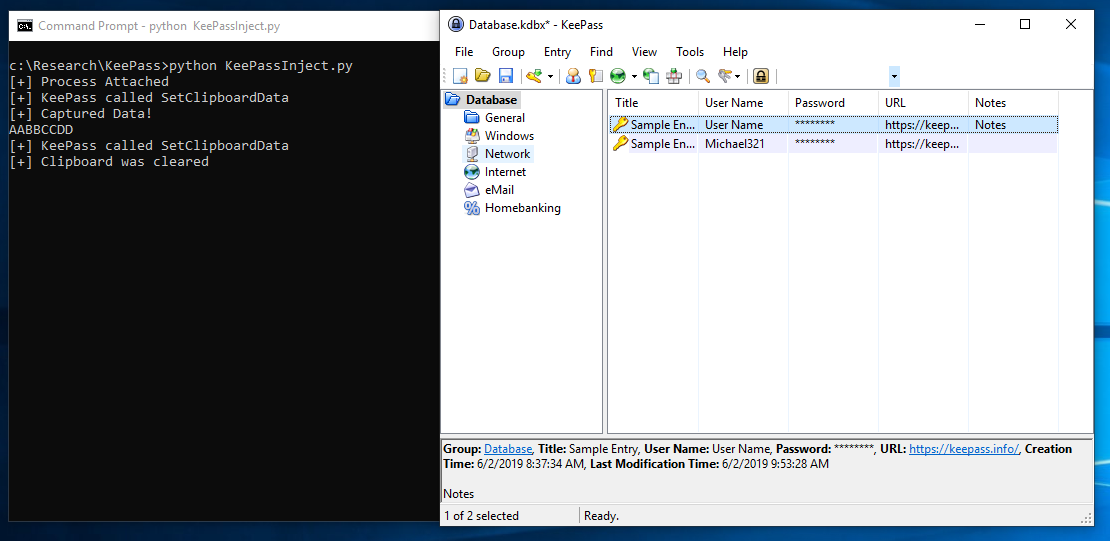 Command Prompt - python  KeePassInject.py
c:\Research\KeePass>python KeePassInject.py
[+] Process Attached
[+] KeePass called SetClipboardData
[+] Captured Data!
AABBCCDD
[+] KeePass called SetClipboardData
[+] Clipboard was cleared
Database.kdbx* - KeePass
File Group Entry Find View Tools Help
Database
General
Windows
Network
Internet
eMail
Homebanking
Title User Name Password URL Notes
Sample En... User Name ******** https://keep... Notes
Sample En... Michael321 ******** https://keep...
Group: Database, Title: Sample Entry, User Name: User Name, Password: ********, URL: https://keepass.info/, Creation
Time: 6/2/2019 8:37:34 AM, Last Modification Time: 6/2/2019 9:53:28 AM
Notes
1 of 2 selected Ready.